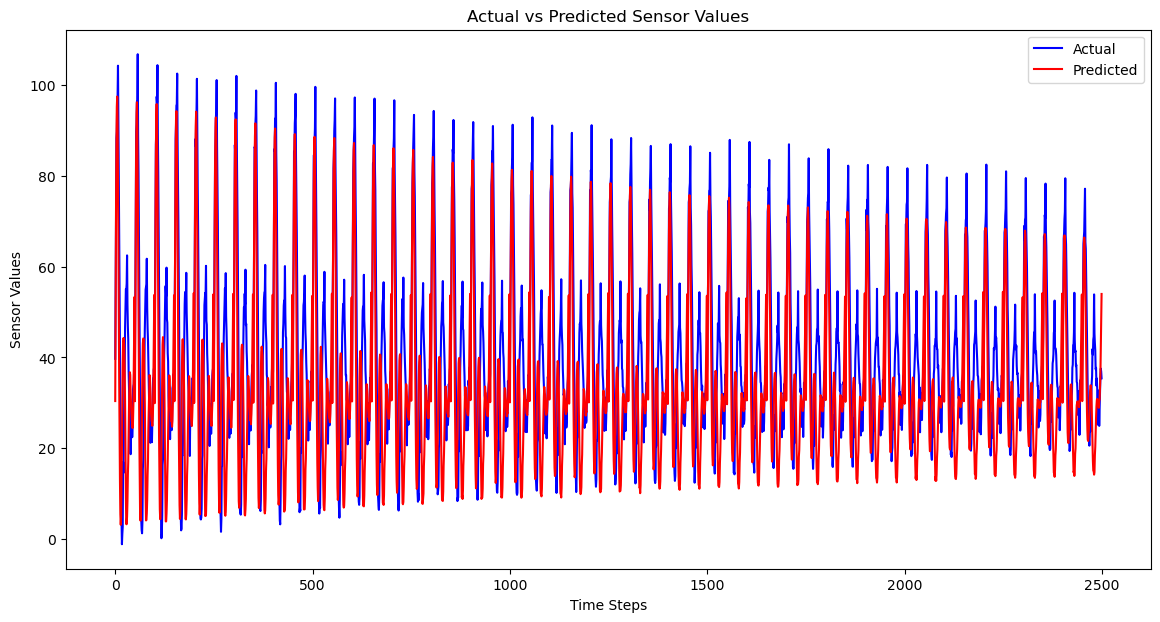 Actual vs Predicted Sensor Values
Actual
Predicted
100
80
60
40
20
0
Sensor Values
0
500
1000
1500
2000
2500
Time Steps